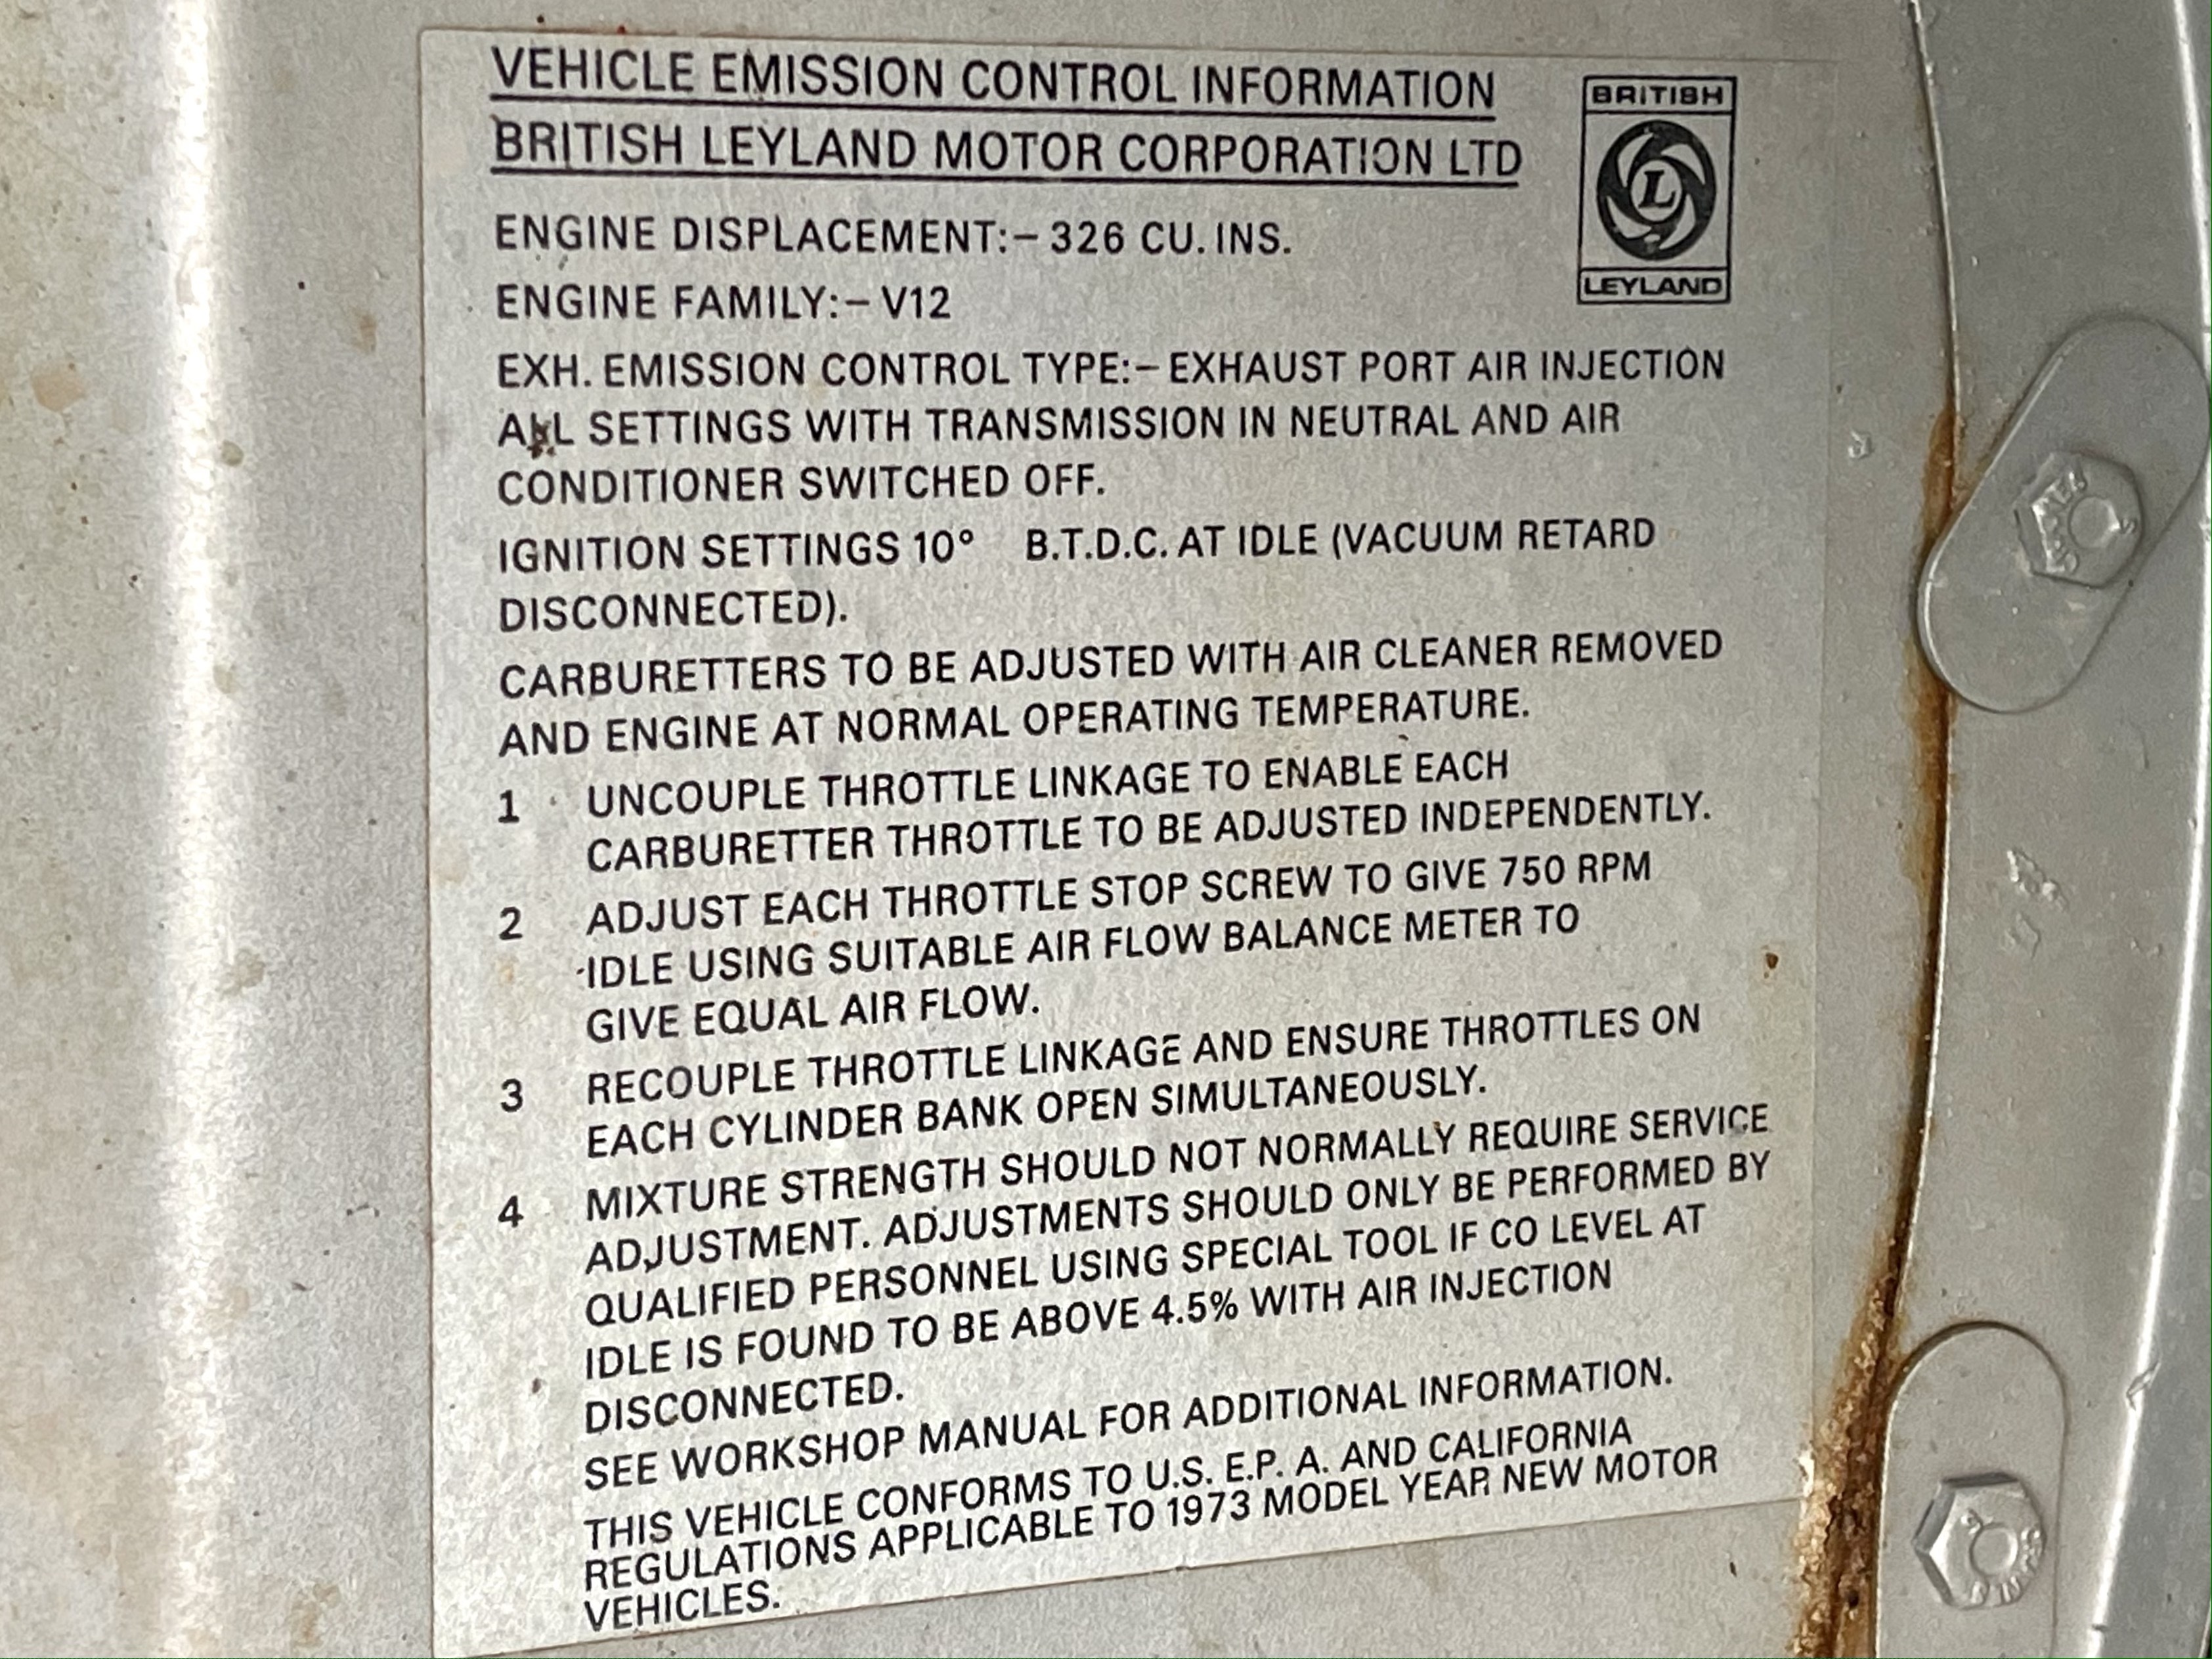 VEHICLE EMISSION CONTROL INFORMATION
BRITISH LEYLAND MOTOR CORPORATION LTD
BRITISH
L
LEYLAND
ENGINE DISPLACEMENT:– 326 CU. INS.
ENGINE FAMILY:– V12
EXH. EMISSION CONTROL TYPE:– EXHAUST PORT AIR INJECTION
ALL SETTINGS WITH TRANSMISSION IN NEUTRAL AND AIR
CONDITIONER SWITCHED OFF.
IGNITION SETTINGS 10° B.T.D.C. AT IDLE (VACUUM RETARD
DISCONNECTED).
CARBURETTERS TO BE ADJUSTED WITH AIR CLEANER REMOVED
AND ENGINE AT NORMAL OPERATING TEMPERATURE.
1 UNCOUPLE THROTTLE LINKAGE TO ENABLE EACH
CARBURETTER THROTTLE TO BE ADJUSTED INDEPENDENTLY.
2 ADJUST EACH THROTTLE STOP SCREW TO GIVE 750 RPM
IDLE USING SUITABLE AIR FLOW BALANCE METER TO
GIVE EQUAL AIR FLOW.
3 RECOUPLE THROTTLE LINKAGE AND ENSURE THROTTLES ON
EACH CYLINDER BANK OPEN SIMULTANEOUSLY.
4 MIXTURE STRENGTH SHOULD NOT NORMALLY REQUIRE SERVICE
ADJUSTMENT. ADJUSTMENTS SHOULD ONLY BE PERFORMED BY
QUALIFIED PERSONNEL USING SPECIAL TOOL IF CO LEVEL AT
IDLE IS FOUND TO BE ABOVE 4.5% WITH AIR INJECTION
DISCONNECTED.
SEE WORKSHOP MANUAL FOR ADDITIONAL INFORMATION.
THIS VEHICLE CONFORMS TO U.S. E.P. A. AND CALIFORNIA
REGULATIONS APPLICABLE TO 1973 MODEL YEAR NEW MOTOR
VEHICLES.